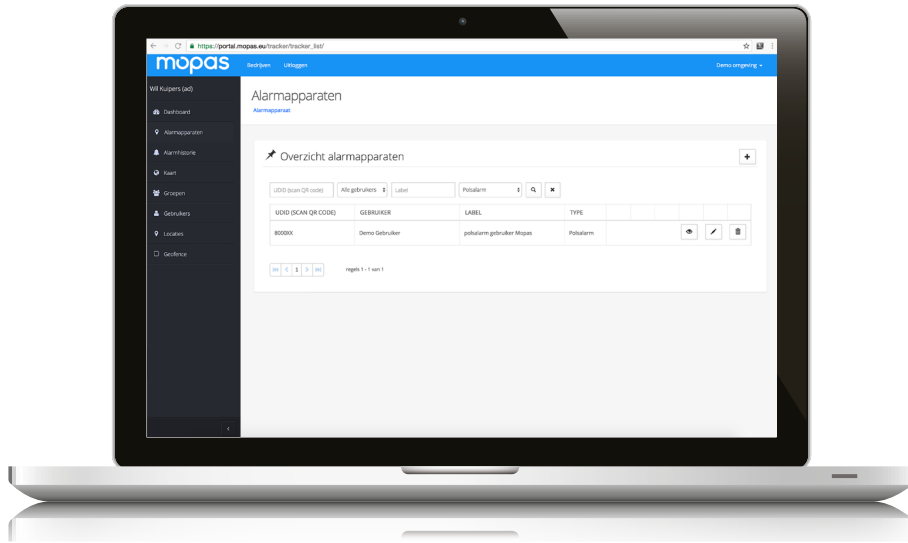 https://portal.mopas.eu/tracker/tracker_list/
mopas
Bedrijven Uitloggen Demo omgeving
Wil Kuipers (ad)
Dashboard
Alarmapparaten
Alarmhistorie
Kaart
Groepen
Gebruikers
Locaties
Geofence
Alarmapparaten
Alarmapparaat
Overzicht alarmapparaten
UDID (scan QR code) Alle gebruikers Label Polsalarm
UDID (SCAN QR CODE) GEBRUIKER LABEL TYPE
8000XX Demo Gebruiker polsalarm gebruiker Mopas Polsalarm
1 regels 1 - 1 van 1